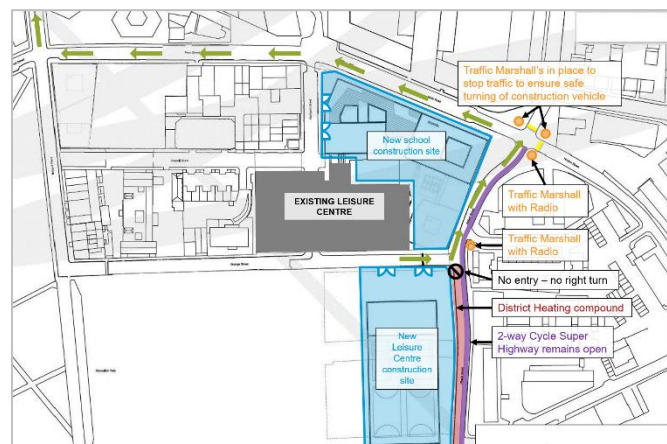 Traffic Marshall's in place to
stop traffic to ensure safe
turning of construction vehicle
New school
construction site
Traffic Marshall
with Radio
EXISTING LEISURE
CENTRE
Traffic Marshall
with Radio
No entry – no right turn
District Heating compound
New
Leisure
Centre
construction
site
2-way Cycle Super
Highway remains open